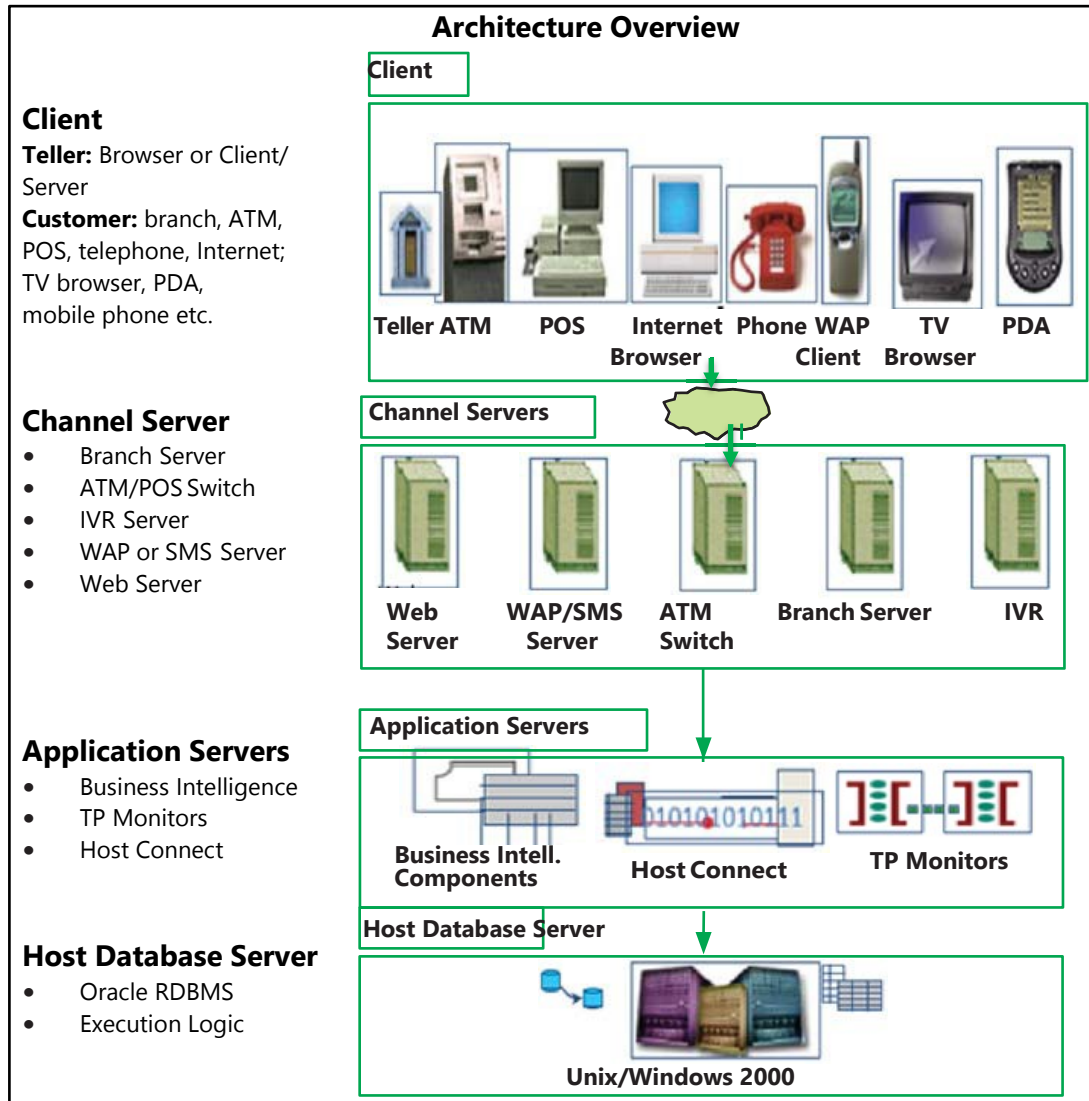 Architecture Overview
Client
Client
Teller: Browser or Client/
Server
Customer: branch, ATM,
POS, telephone, Internet;
TV browser, PDA,
mobile phone etc.
Teller ATM POS Internet Phone WAP TV PDA
Browser Client Browser
Channel Server
• Branch Server
• ATM/POS Switch
• IVR Server
• WAP or SMS Server
• Web Server
Channel Servers
Web WAP/SMS ATM Branch Server IVR
Server Server Switch
Application Servers
• Business Intelligence
• TP Monitors
• Host Connect
Application Servers
010101010111
Business Intell. Host Connect TP Monitors
Components
Host Database Server
• Oracle RDBMS
• Execution Logic
Host Database Server
Unix/Windows 2000